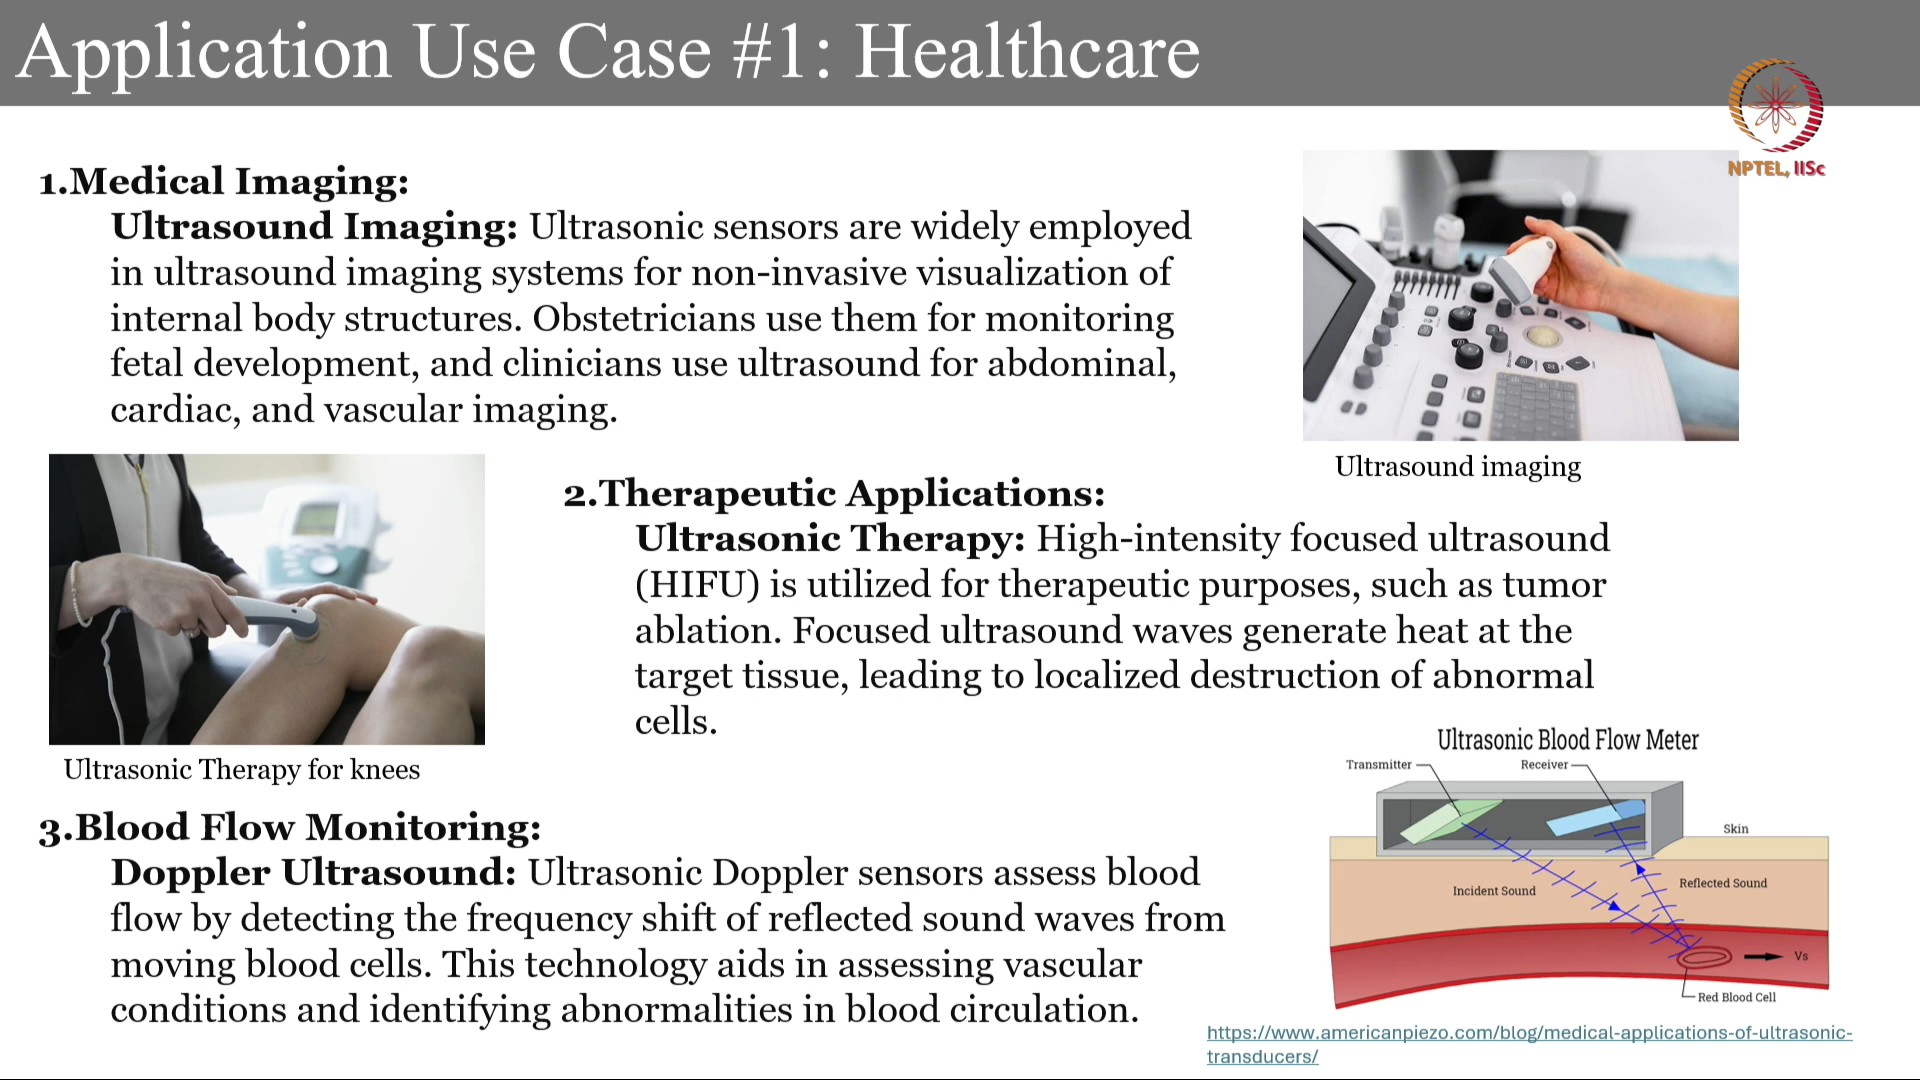 Application Use Case #1: Healthcare
NPTEL, IISc
1.Medical Imaging:
Ultrasound Imaging: Ultrasonic sensors are widely employed
in ultrasound imaging systems for non-invasive visualization of
internal body structures. Obstetricians use them for monitoring
fetal development, and clinicians use ultrasound for abdominal,
cardiac, and vascular imaging.
Ultrasound imaging
2.Therapeutic Applications:
Ultrasonic Therapy: High-intensity focused ultrasound
(HIFU) is utilized for therapeutic purposes, such as tumor
ablation. Focused ultrasound waves generate heat at the
target tissue, leading to localized destruction of abnormal
cells.
Ultrasonic Therapy for knees
3.Blood Flow Monitoring:
Doppler Ultrasound: Ultrasonic Doppler sensors assess blood
flow by detecting the frequency shift of reflected sound waves from
moving blood cells. This technology aids in assessing vascular
conditions and identifying abnormalities in blood circulation.
Ultrasonic Blood Flow Meter
Transmitter
Receiver
Skin
Incident Sound
Reflected Sound
Vs
Red Blood Cell
https://www.americanpiezo.com/blog/medical-applications-of-ultrasonic-
transducers/